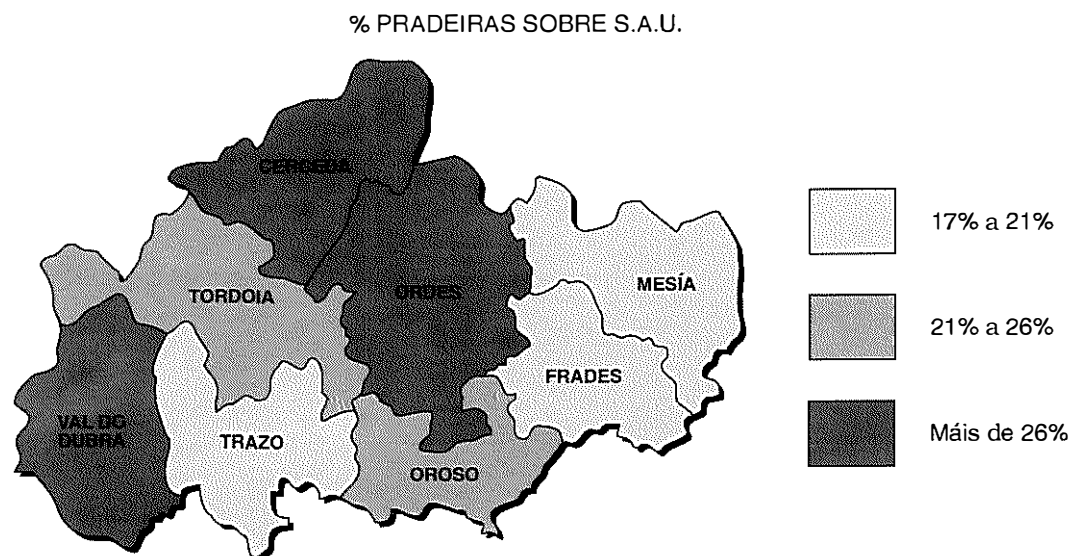 % PRADEIRAS SOBRE S.A.U.
CERCEDA
17% a 21%
MESÍA
TORDOIA
ORDES
21% a 26%
FRADES
VAL DO
DUBRA
TRAZO
Máis de 26%
OROSO